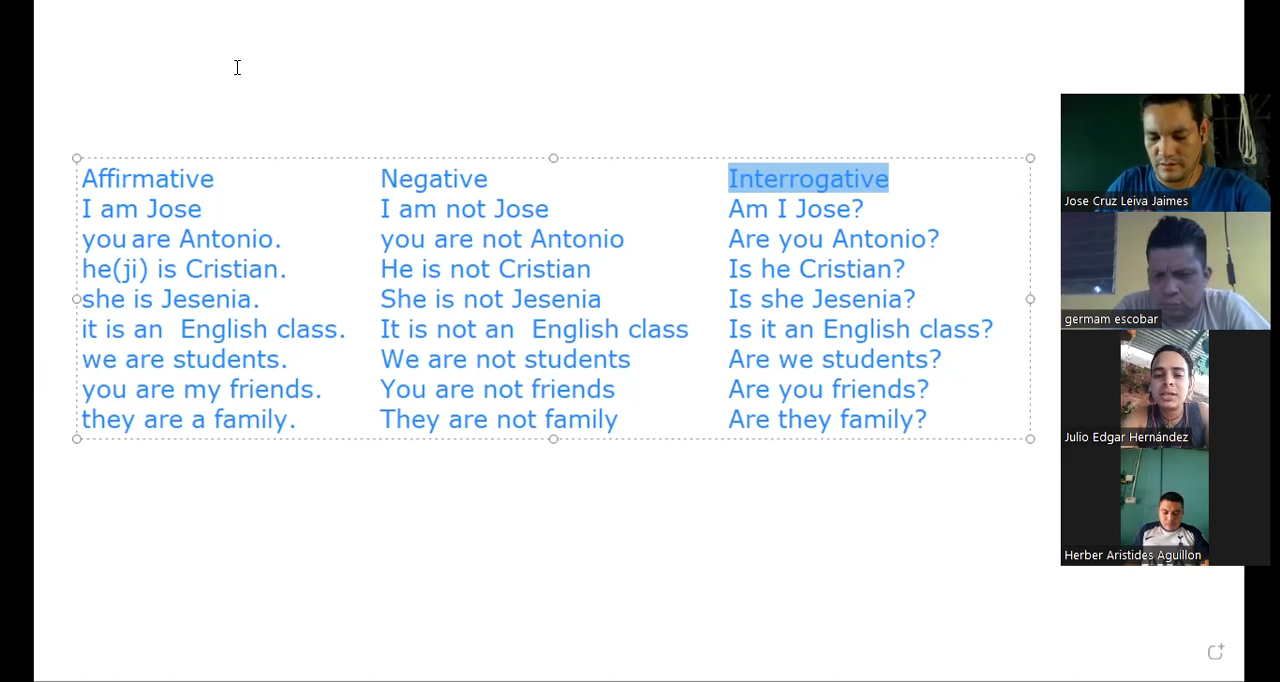 Affirmative Negative Interrogative
I am Jose I am not Jose Am I Jose?
you are Antonio. you are not Antonio Are you Antonio?
he(ji) is Cristian. He is not Cristian Is he Cristian?
she is Jesenia. She is not Jesenia Is she Jesenia?
it is an English class. It is not an English class Is it an English class?
we are students. We are not students Are we students?
you are my friends. You are not friends Are you friends?
they are a family. They are not family Are they family?
Jose Cruz Leiva Jaimes
germam escobar
Julio Edgar Hernández
Herber Aristides Aguillon